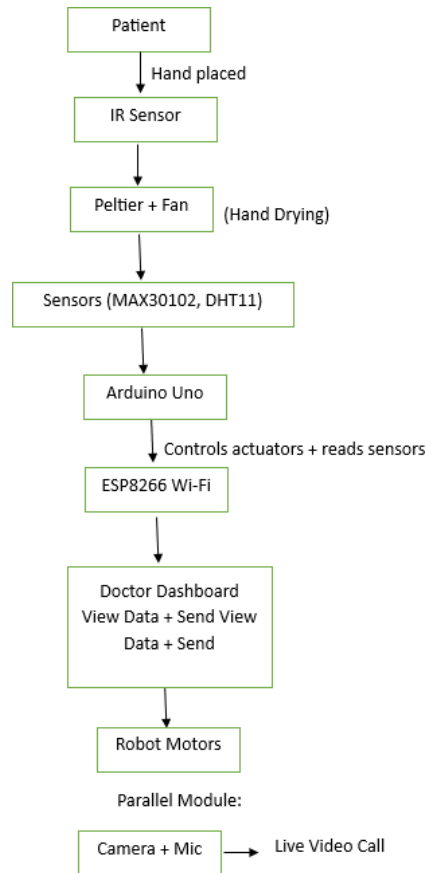 Patient
Hand placed
IR Sensor
Peltier + Fan
(Hand Drying)
Sensors (MAX30102, DHT11)
Arduino Uno
Controls actuators + reads sensors
ESP8266 Wi-Fi
Doctor Dashboard
View Data + Send View
Data + Send
Robot Motors
Parallel Module:
Camera + Mic
Live Video Call